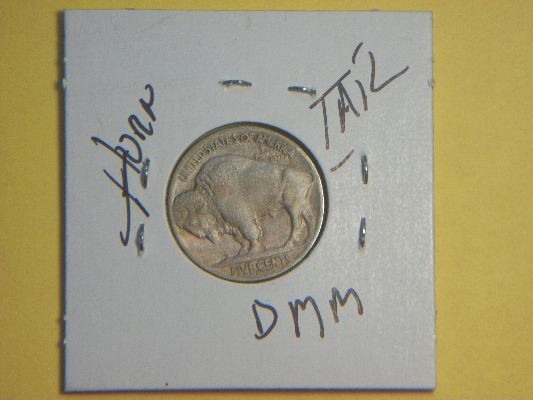 HORN
TAIL
UNITED STATES OF AMERICA
FIVE CENTS
DMM